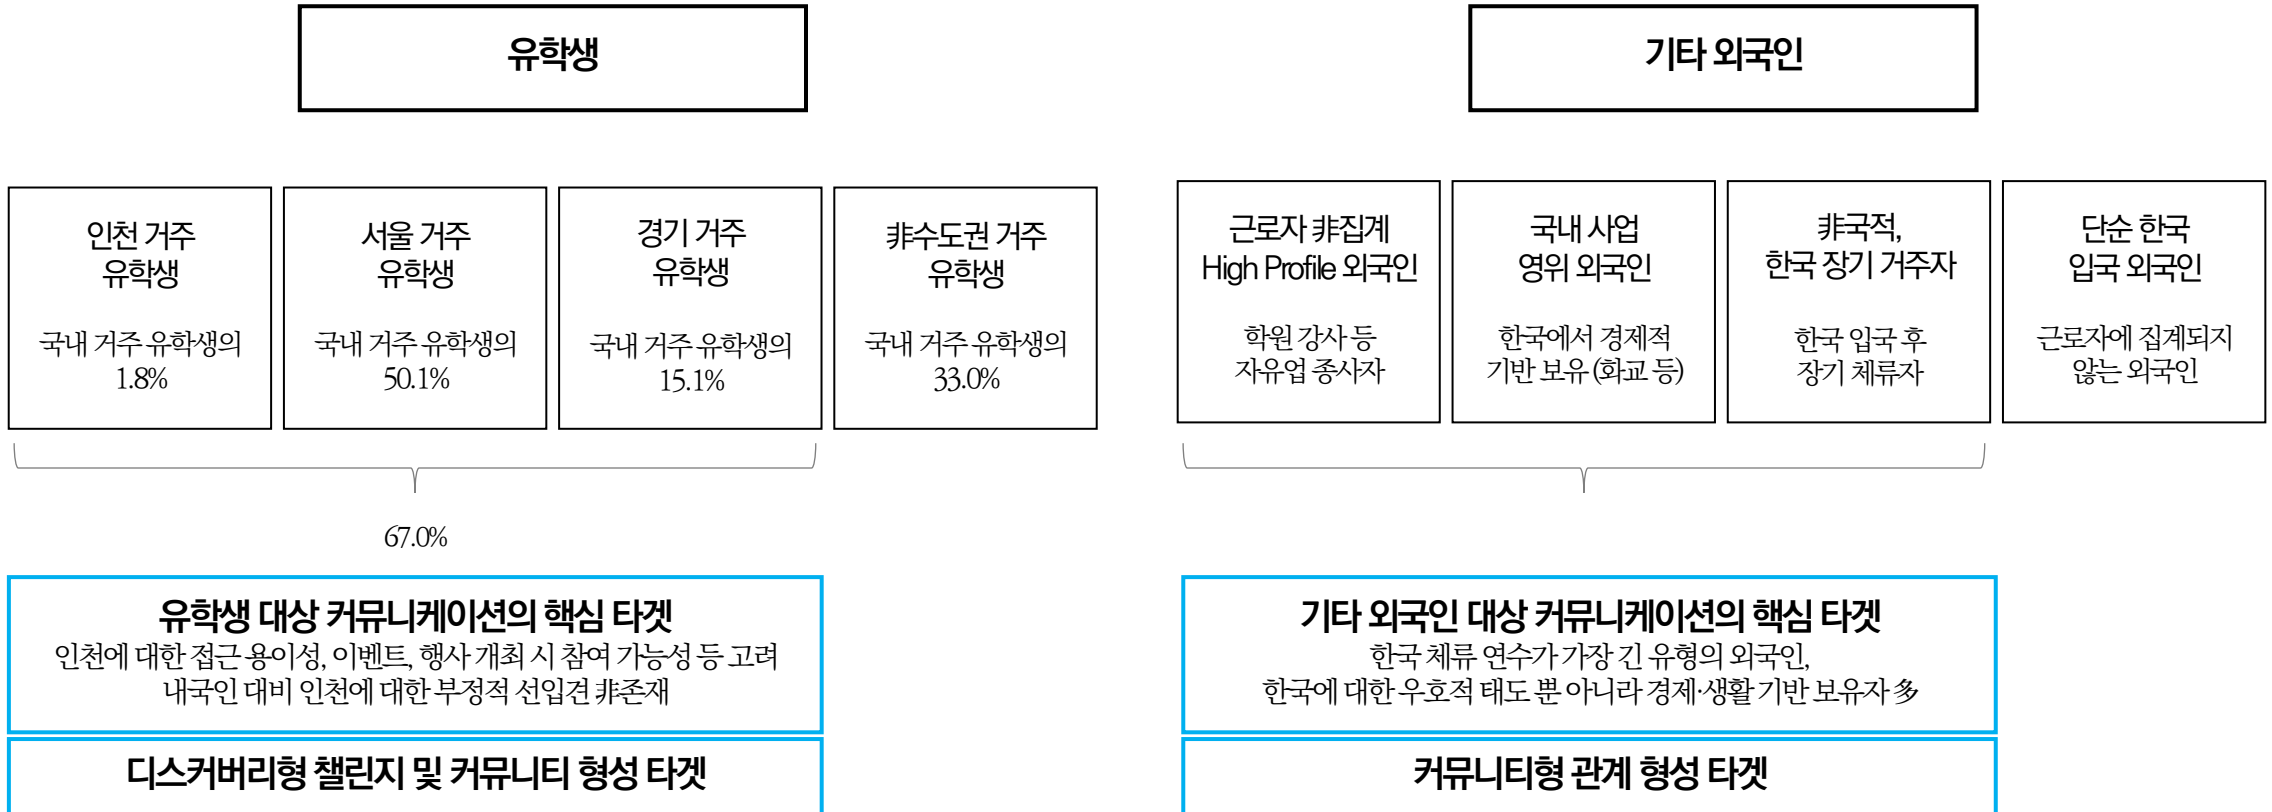 유학생
인천 거주
유학생
국내 거주 유학생의
1.8%
서울 거주
유학생
국내 거주 유학생의
50.1%
경기 거주
유학생
국내 거주 유학생의
15.1%
非수도권 거주
유학생
국내 거주 유학생의
33.0%
67.0%
유학생 대상 커뮤니케이션의 핵심 타겟
인천에 대한 접근 용이성, 이벤트, 행사 개최 시 참여 가능성 등 고려
내국인 대비 인천에 대한 부정적 선입견 非존재
디스커버리형 챌린지 및 커뮤니티 형성 타겟
기타 외국인
근로자 非집계
High Profile 외국인
학원 강사 등
자유업 종사자
국내 사업
영위 외국인
한국에서 경제적
기반 보유 (화교 등)
非국적,
한국 장기 거주자
한국 입국 후
장기 체류자
단순 한국
입국 외국인
근로자에 집계되지
않는 외국인
기타 외국인 대상 커뮤니케이션의 핵심 타겟
한국 체류 연수가 가장 긴 유형의 외국인,
한국에 대한 우호적 태도 뿐 아니라 경제·생활 기반 보유자 多
커뮤니티형 관계 형성 타겟